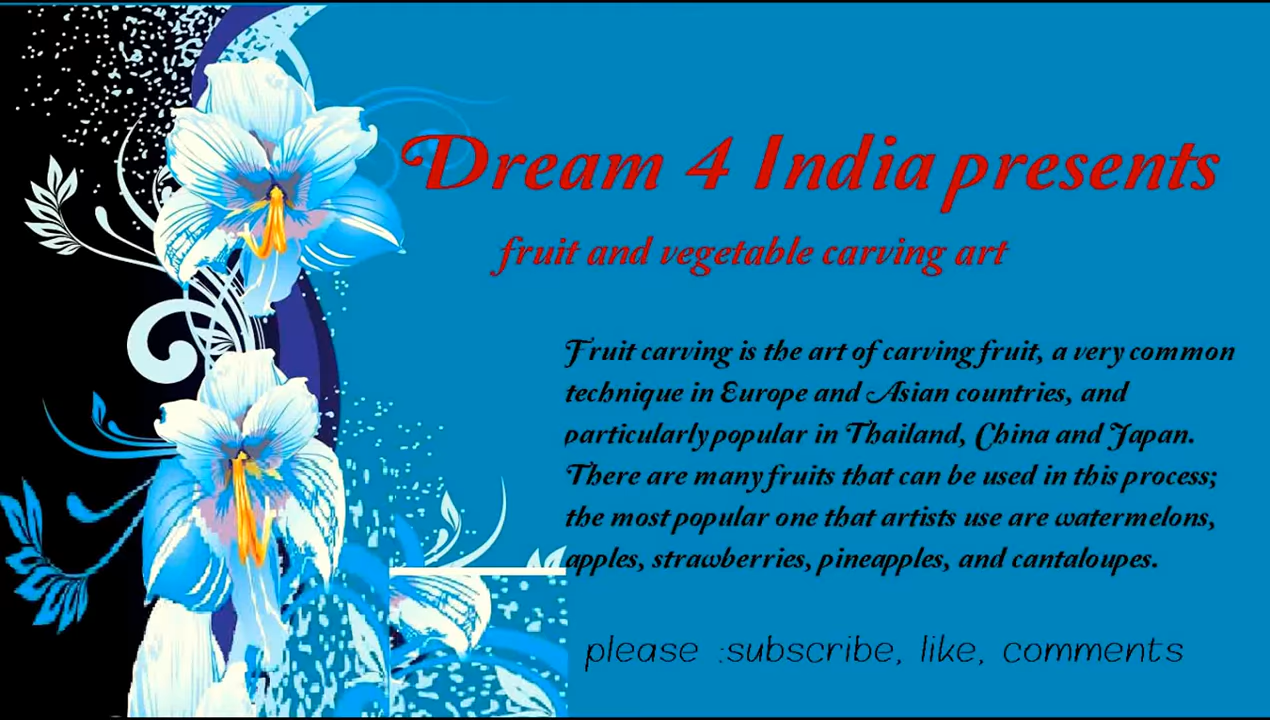 Dream 4 India presents
fruit and vegetable carving art
Fruit carving is the art of carving fruit, a very common
technique in Europe and Asian countries, and
particularly popular in Thailand, China and Japan.
There are many fruits that can be used in this process;
the most popular one that artists use are watermelons,
apples, strawberries, pineapples, and cantaloupes.
please :subscribe, like, comments